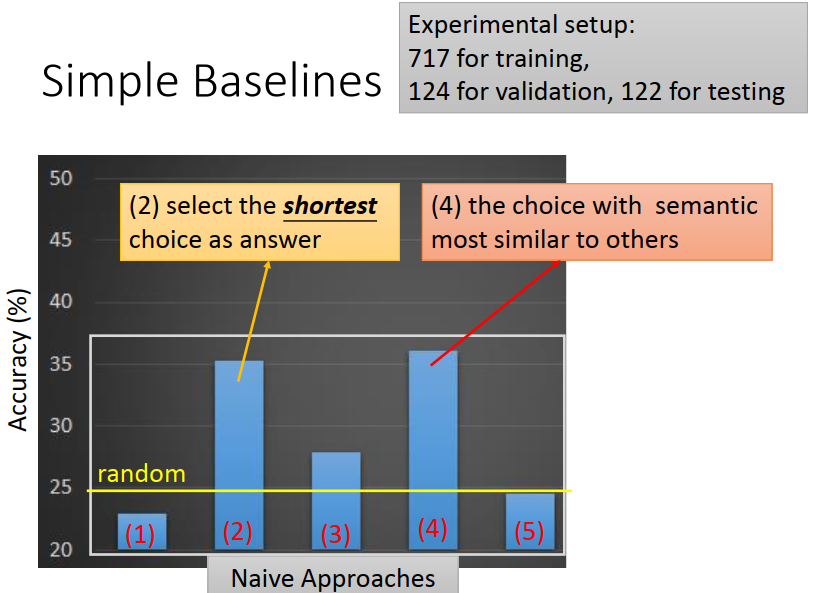 Simple Baselines
Experimental setup:
717 for training,
124 for validation, 122 for testing
Accuracy (%)
50
45
40
35
30
25
20
(2) select the shortest
choice as answer
(4) the choice with semantic
most similar to others
random
(1)
(2)
(3)
(4)
(5)
Naive Approaches